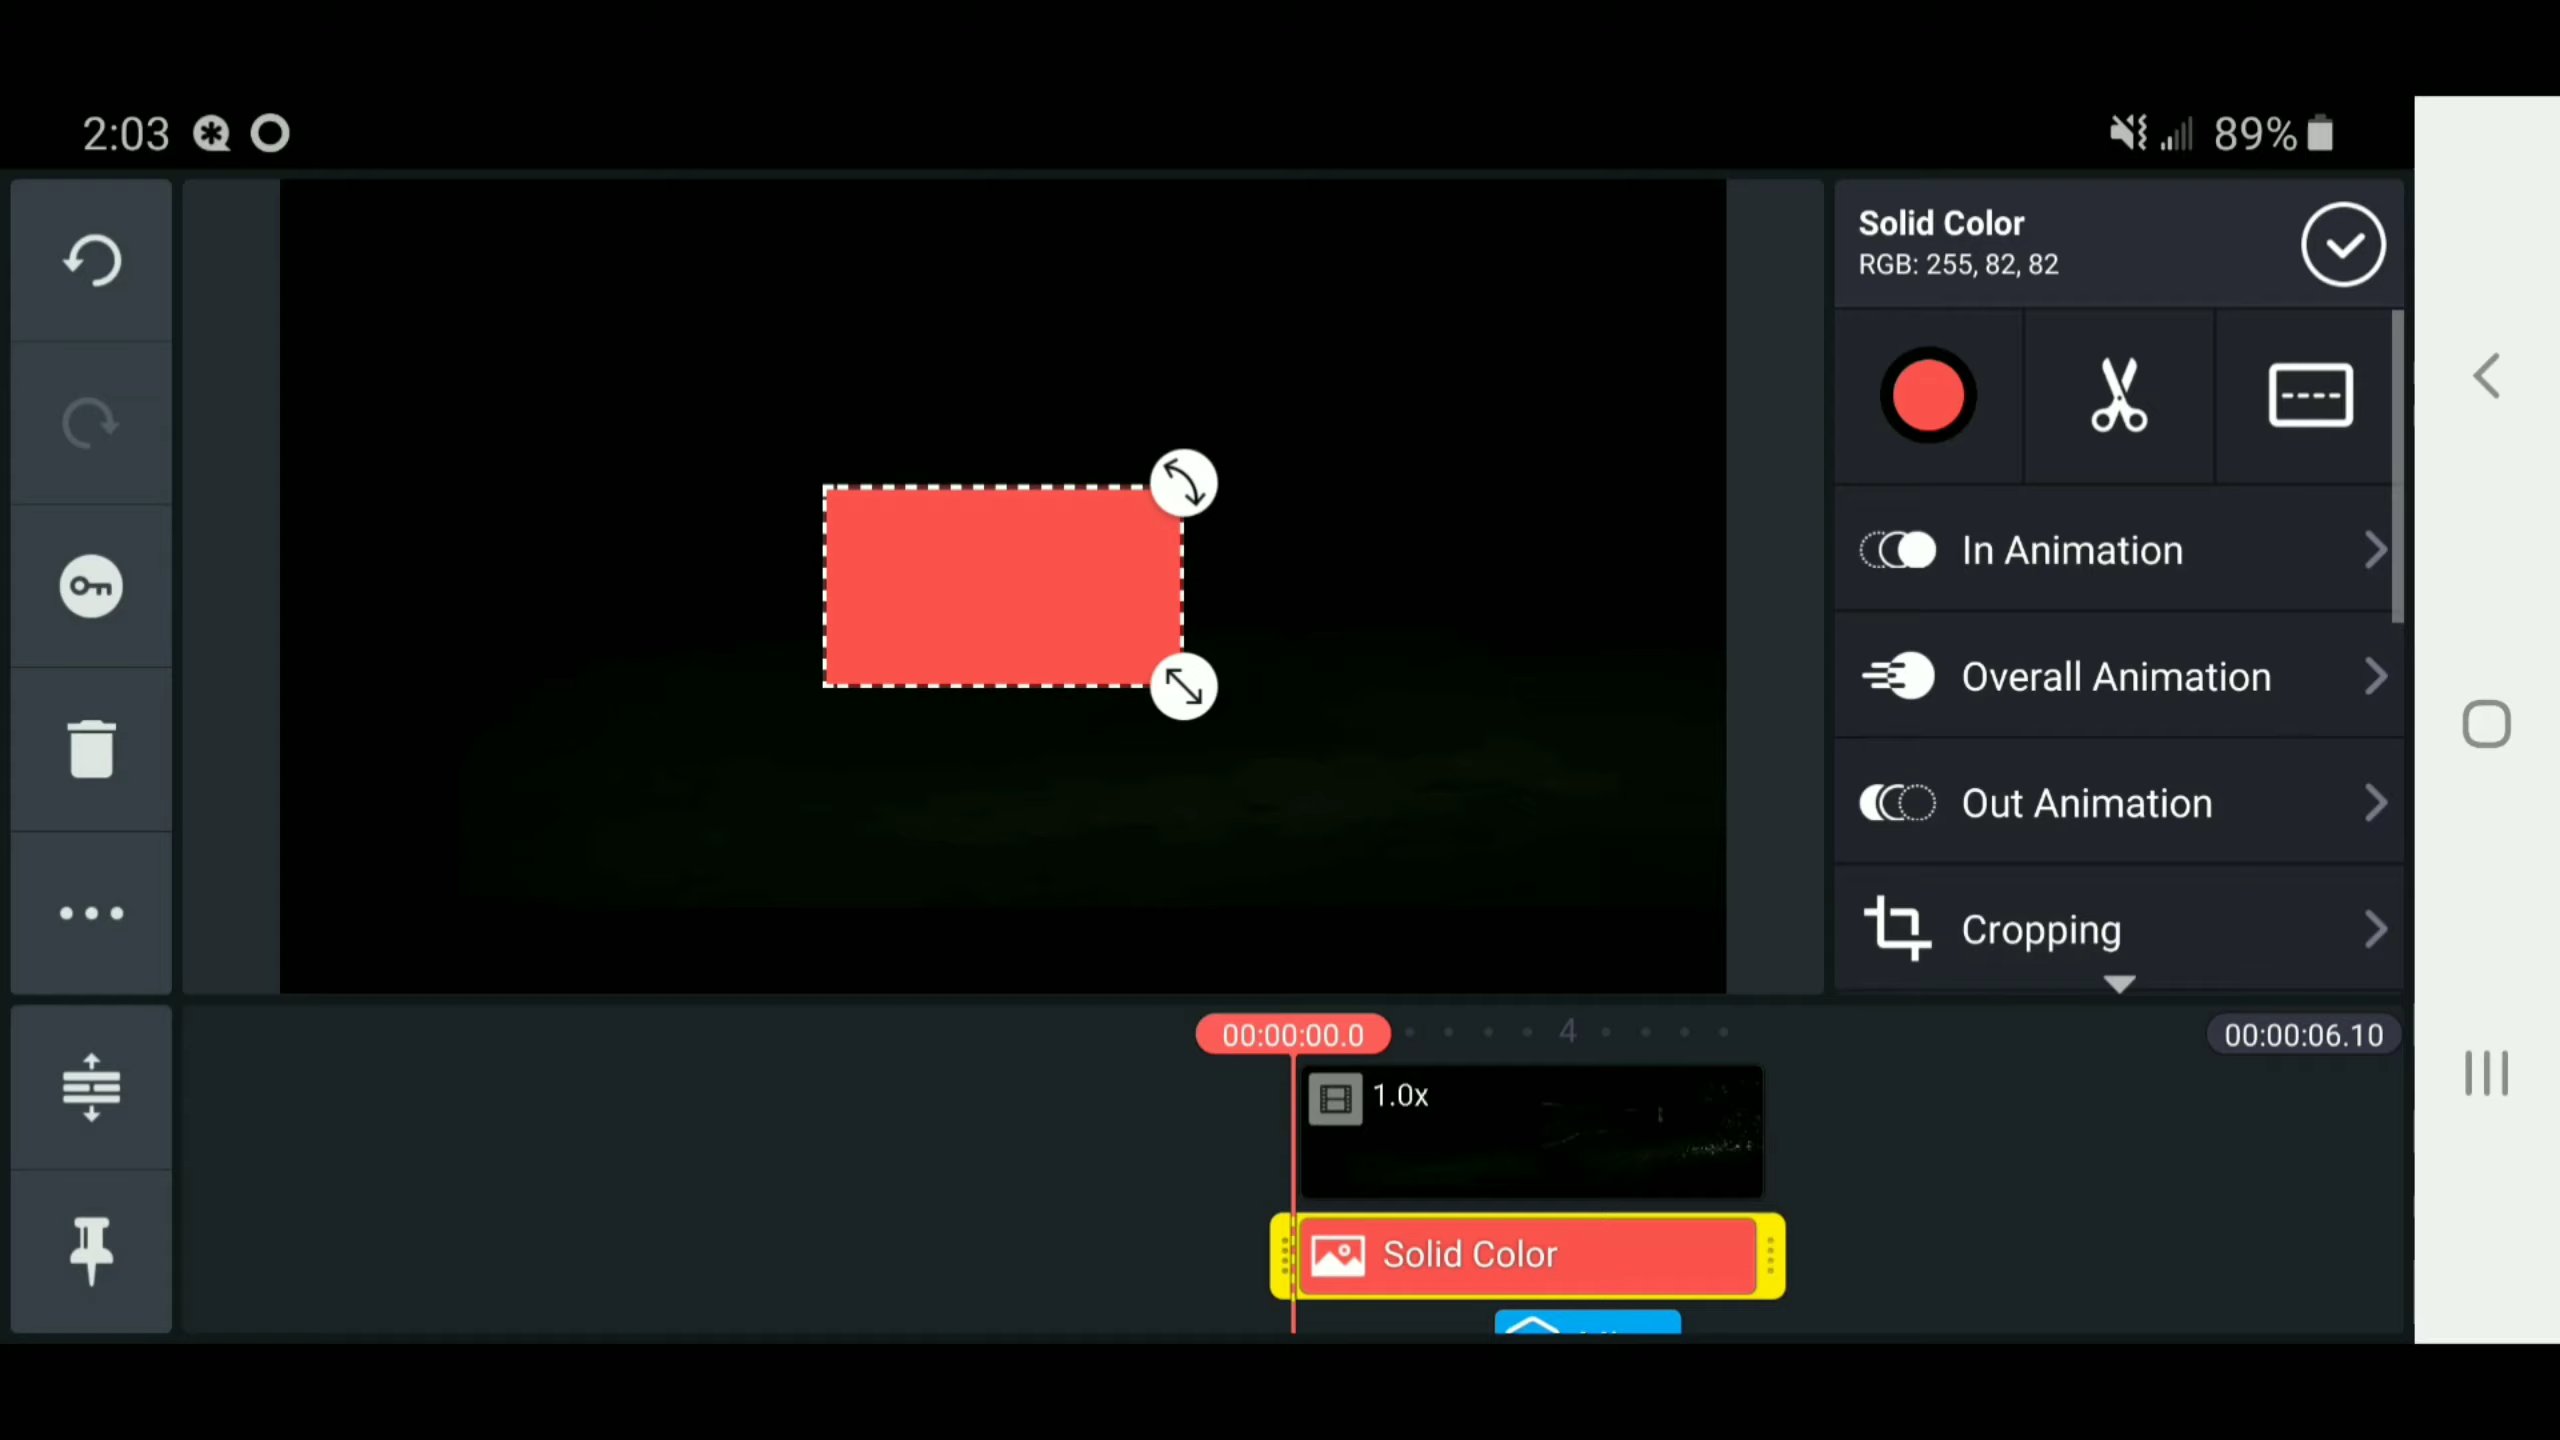 2:03
89%
Solid Color
RGB: 255, 82, 82
In Animation
Overall Animation
Out Animation
Cropping
00:00:00.0
4
00:00:06.10
1.0x
Solid Color